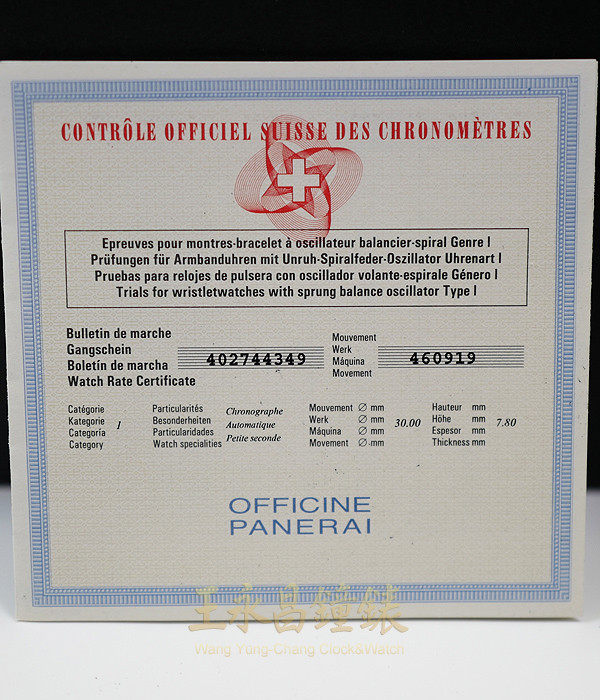 CONTRÔLE OFFICIEL SUISSE DES CHRONOMÈTRES
Epreuves pour montres-bracelet à oscillateur balancier-spiral Genre I
Prüfungen für Armbanduhren mit Unruh-Spiralfeder-Oszillator Uhrenart I
Pruebas para relojes de pulsera con oscillador volante-espirale Género I
Trials for wristletwatches with sprung balance oscillator Type I
Bulletin de marche
Gangschein
Boletín de marcha
Watch Rate Certificate
402744349
Mouvement
Werk
Máquina
Movement
460919
Catégorie
Kategorie
Categoría
Category
I
Particularités
Besonderheiten
Particularidades
Watch specialities
Chronographe
Automatique
Petite seconde
Mouvement ∅ mm
Werk ∅ mm
Máquina ∅ mm
Movement ∅ mm
30.00
Hauteur mm
Höhe mm
Espesor mm
Thickness mm
7.80
OFFICINE
PANERAI
王永昌鐘錶
Wang Yung-Chang Clock&Watch